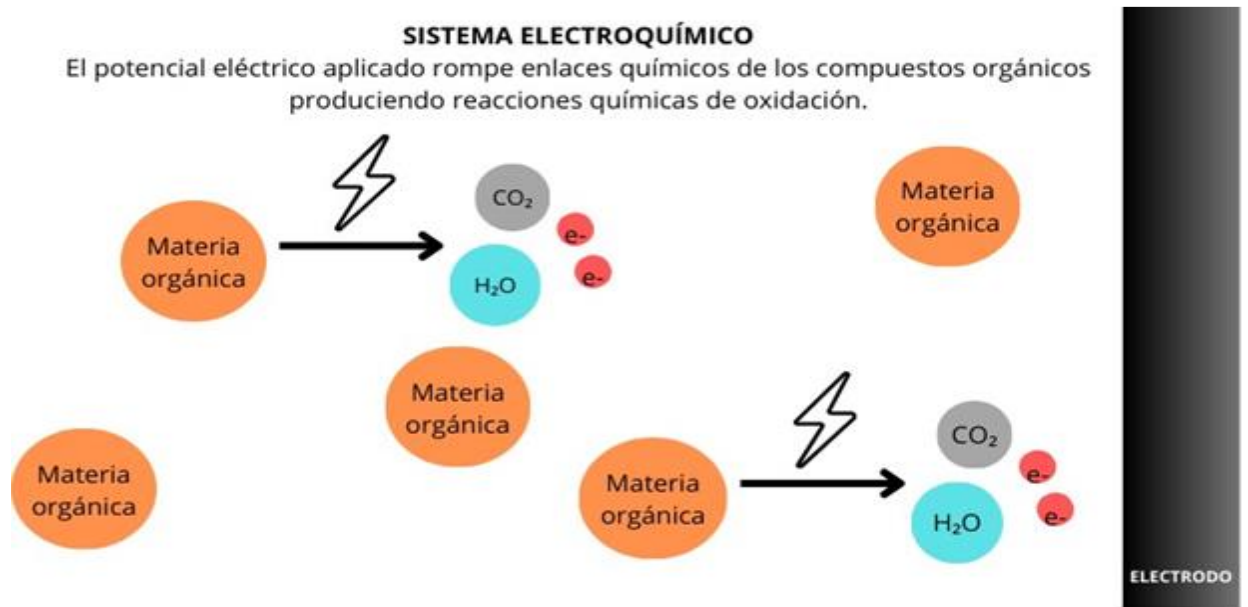 SISTEMA ELECTROQUÍMICO
El potencial eléctrico aplicado rompe enlaces químicos de los compuestos orgánicos
produciendo reacciones químicas de oxidación.
Materia
orgánica
CO₂
e-
e-
H₂O
Materia
orgánica
Materia
orgánica
Materia
orgánica
Materia
orgánica
CO₂
e-
e-
H₂O
ELECTRODO